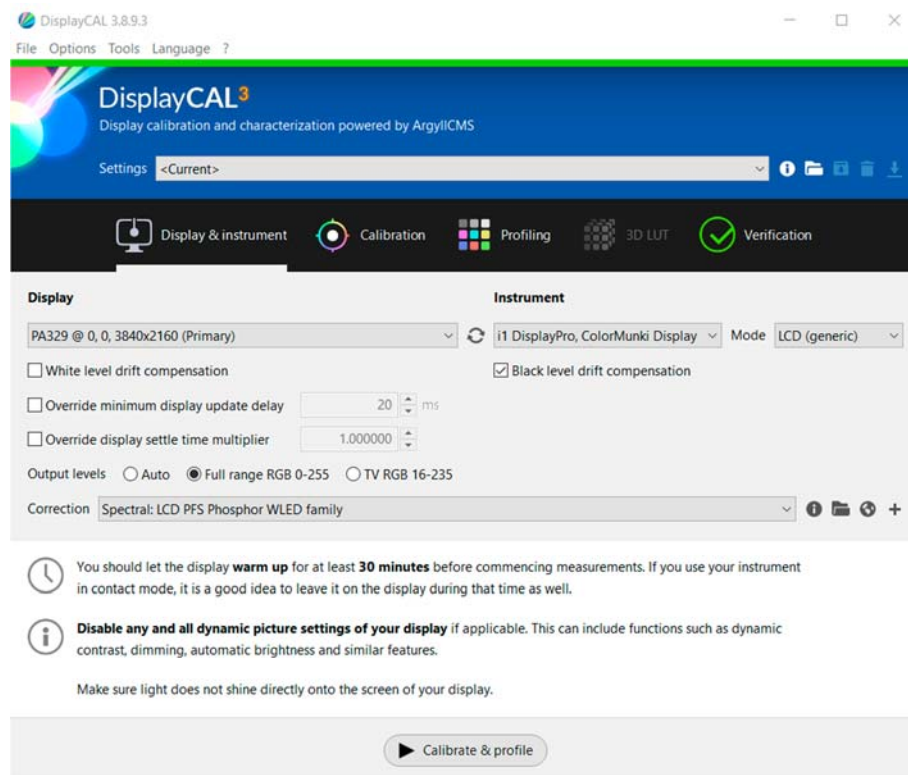 DisplayCAL 3.8.9.3
File Options Tools Language ?
DisplayCAL3
Display calibration and characterization powered by ArgyllCMS
Settings <Current>
Display & instrument Calibration Profiling 3D LUT Verification
Display Instrument
PA329 @ 0, 0, 3840x2160 (Primary) i1 DisplayPro, ColorMunki Display Mode LCD (generic)
White level drift compensation Black level drift compensation
Override minimum display update delay 20 ms
Override display settle time multiplier 1.000000
Output levels Auto Full range RGB 0-255 TV RGB 16-235
Correction Spectral: LCD PFS Phosphor WLED family
You should let the display warm up for at least 30 minutes before commencing measurements. If you use your instrument
in contact mode, it is a good idea to leave it on the display during that time as well.
Disable any and all dynamic picture settings of your display if applicable. This can include functions such as dynamic
contrast, dimming, automatic brightness and similar features.
Make sure light does not shine directly onto the screen of your display.
Calibrate & profile